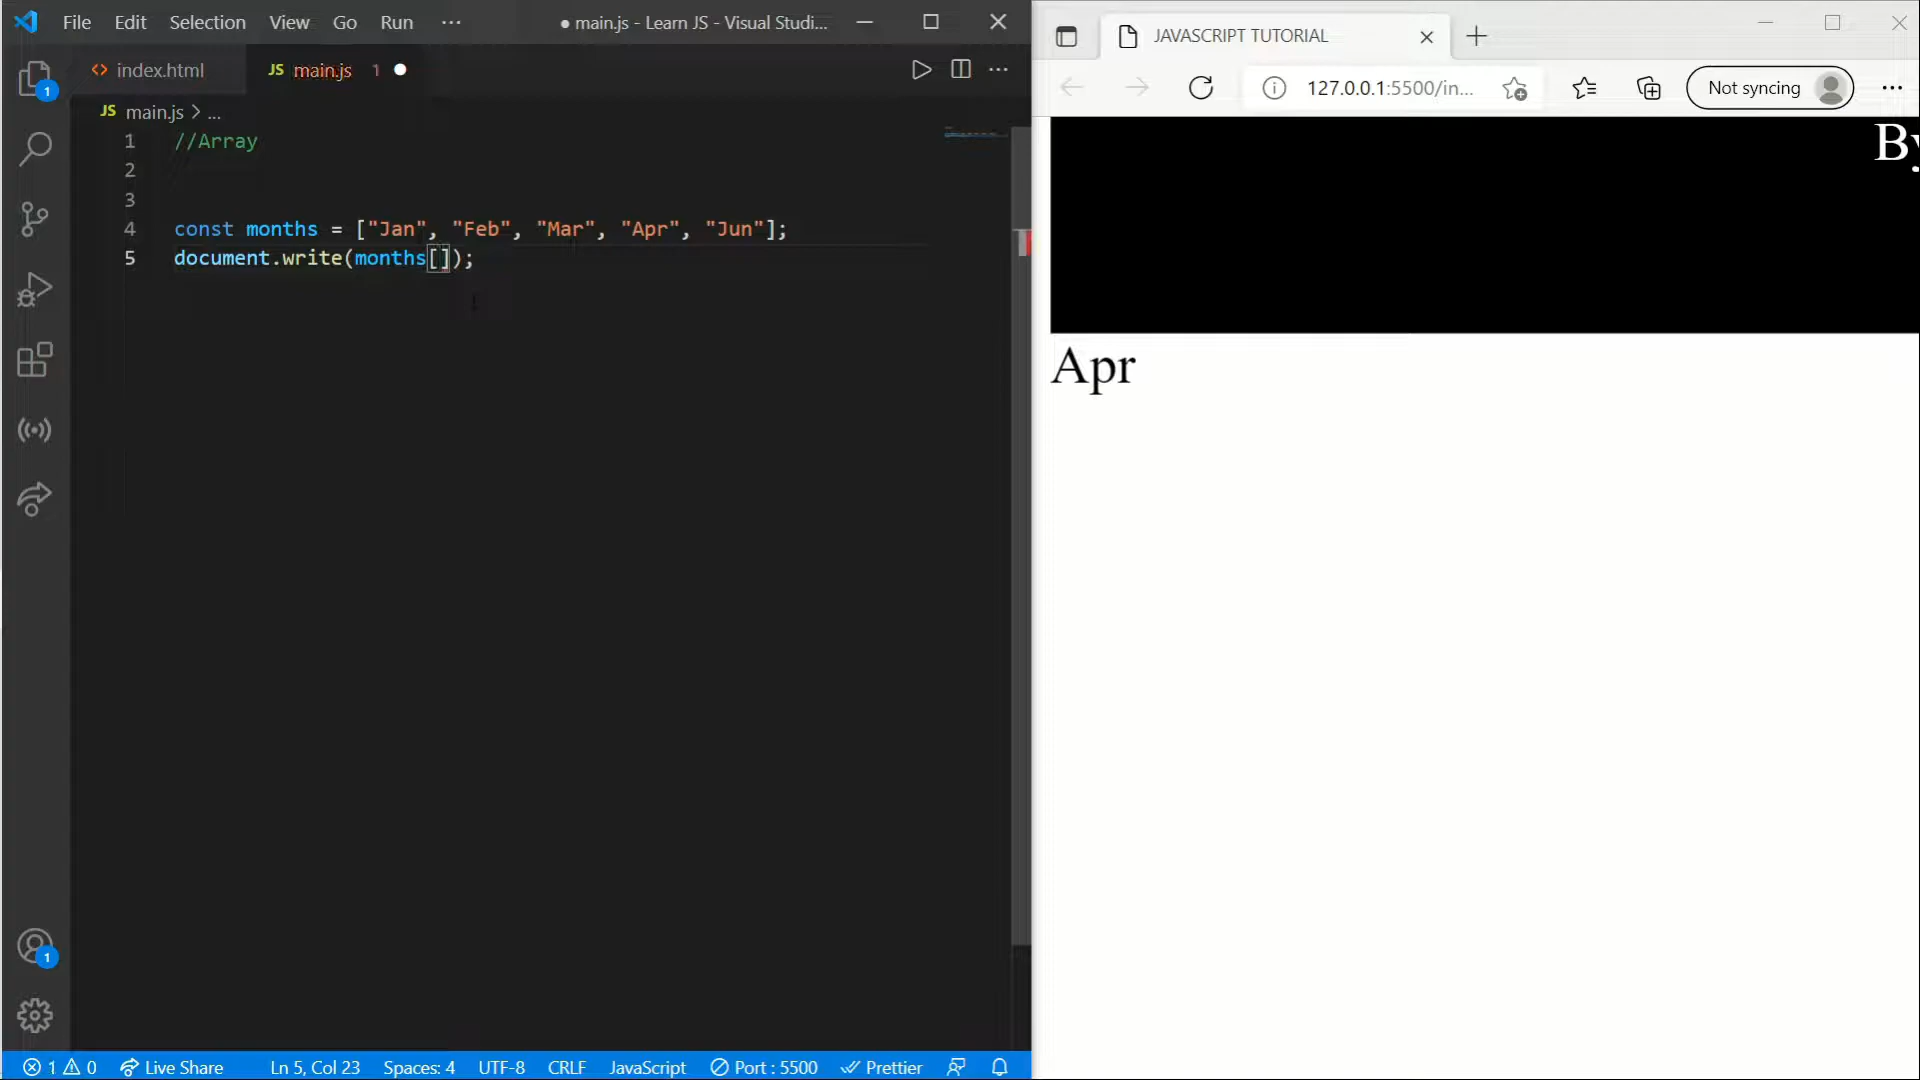 File Edit Selection View Go Run ··· ● main.js - Learn JS - Visual Studi...
<> index.html JS main.js 1
JS main.js > ...
1 //Array
2
3
4 const months = ["Jan", "Feb", "Mar", "Apr", "Jun"];
5 document.write(months[]);
1
1
1 0 Live Share Ln 5, Col 23 Spaces: 4 UTF-8 CRLF JavaScript Port : 5500 Prettier
JAVASCRIPT TUTORIAL
127.0.0.1:5500/in... Not syncing
By
Apr